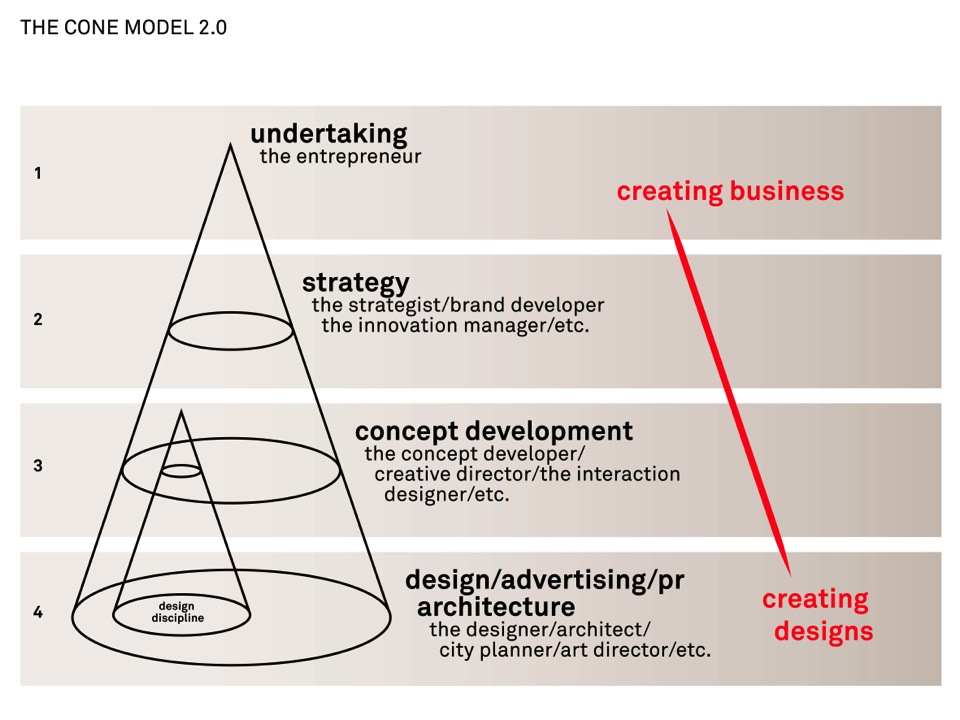 THE CONE MODEL 2.0
1
undertaking
the entrepreneur
creating business
2
strategy
the strategist/brand developer
the innovation manager/etc.
3
concept development
the concept developer/
creative director/the interaction
designer/etc.
4
design
discipline
design/advertising/pr
architecture
the designer/architect/
city planner/art director/etc.
creating
designs